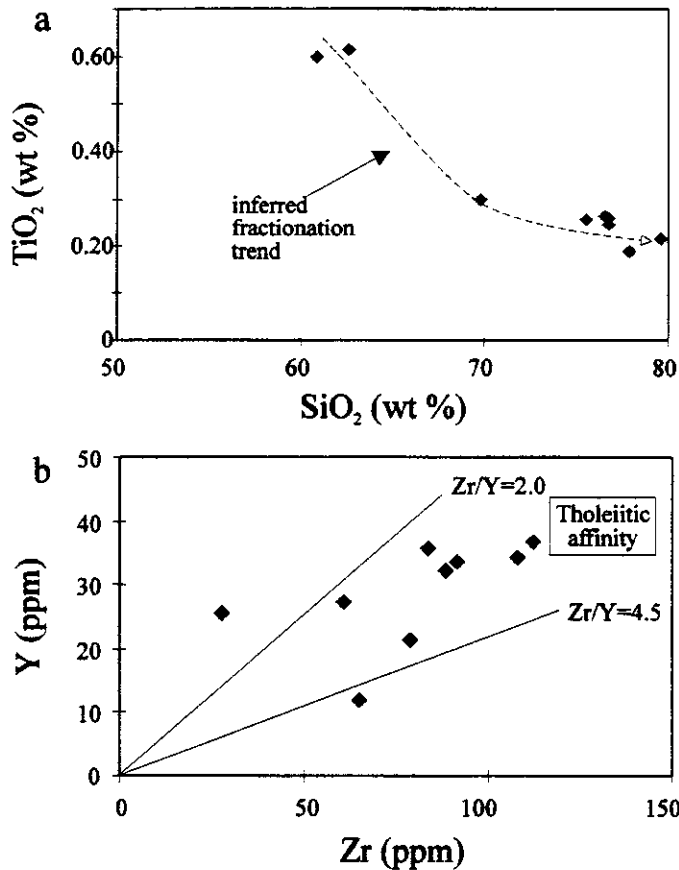 a
0.60
0.40
0.20
0
TiO₂ (wt %)
inferred
fractionation
trend
50
60
70
80
SiO₂ (wt %)
b
50
40
30
20
10
0
Y (ppm)
Zr/Y=2.0
Tholeiitic
affinity
Zr/Y=4.5
0
50
100
150
Zr (ppm)